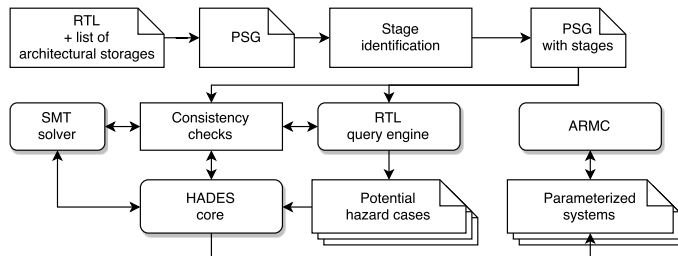 RTL
+ list of
architectural storages
PSG
Stage
identification
PSG
with stages
SMT
solver
Consistency
checks
RTL
query engine
ARMC
HADES
core
Potential
hazard cases
Parameterized
systems